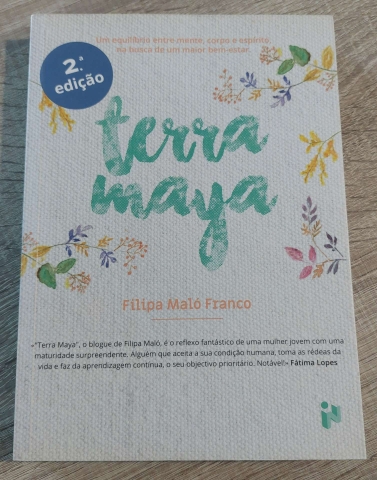 Um equilíbrio entre mente, corpo e espírito,
na busca de um maior bem-estar.
2.ª
edição
terra
maya
Filipa Maló Franco
«"Terra Maya", o blogue de Filipa Maló, é o reflexo fantástico de uma mulher jovem com uma
maturidade surpreendente. Alguém que aceita a sua condição humana, toma as rédeas da
vida e faz da aprendizagem contínua, o seu objectivo prioritário. Notável!» Fátima Lopes